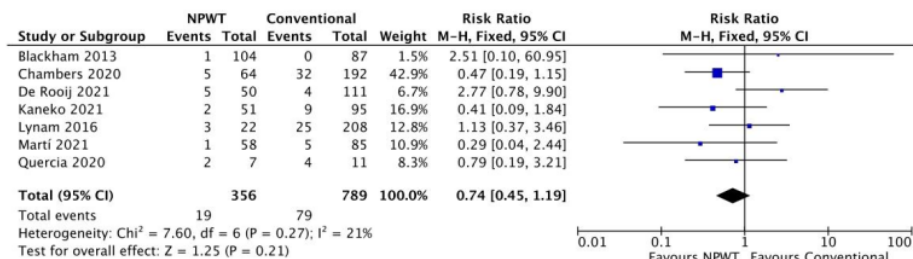 NPWT Conventional Risk Ratio Risk Ratio
Study or Subgroup Events Total Events Total Weight M-H, Fixed, 95% CI M-H, Fixed, 95% CI
Blackham 2013 1 104 0 87 1.5% 2.51 [0.10, 60.95]
Chambers 2020 5 64 32 192 42.9% 0.47 [0.19, 1.15]
De Rooij 2021 5 50 4 111 6.7% 2.77 [0.78, 9.90]
Kaneko 2021 2 51 9 95 16.9% 0.41 [0.09, 1.84]
Lynam 2016 3 22 25 208 12.8% 1.13 [0.37, 3.46]
Martí 2021 1 58 5 85 10.9% 0.29 [0.04, 2.44]
Quercia 2020 2 7 4 11 8.3% 0.79 [0.19, 3.21]
Total (95% CI) 356 789 100.0% 0.74 [0.45, 1.19]
Total events 19 79
Heterogeneity: Chi² = 7.60, df = 6 (P = 0.27); I² = 21%
Test for overall effect: Z = 1.25 (P = 0.21)
0.01 0.1 1 10 100
Favours NPWT Favours Conventional